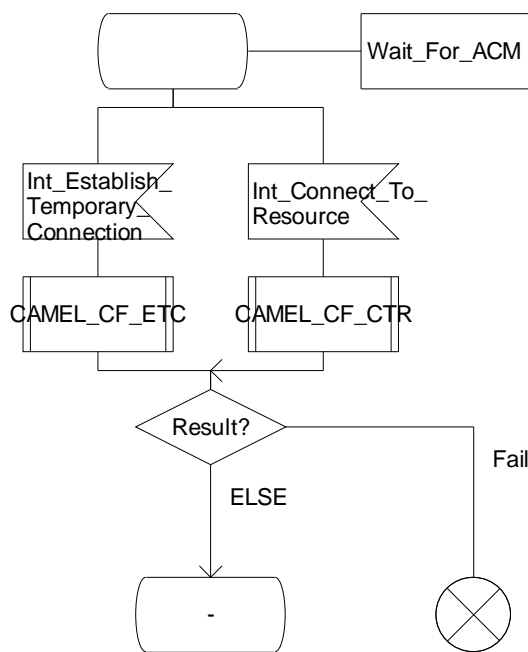 Wait_For_ACM
Int_Establish_
Temporary_
Connection
Int_Connect_To_
Resource
CAMEL_CF_ETC
CAMEL_CF_CTR
Result?
Fail
ELSE
-